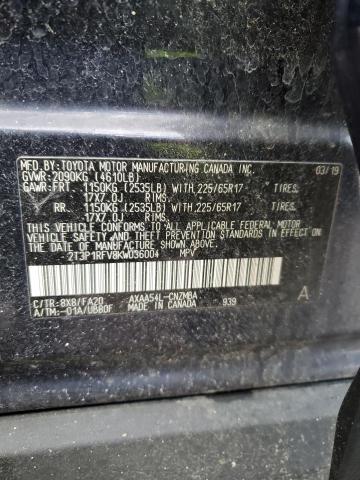 MFD.BY:TOYOTA MOTOR MANUFACTURING CANADA INC. 03/19
GVWR: 2090KG (4610LB)
GAWR:FRT. 1150KG (2535LB) WITH 225/65R17 TIRES,
17X7.0J RIMS,
RR. 1150KG (2535LB) WITH 225/65R17 TIRES,
17X7.0J RIMS,
THIS VEHICLE CONFORMS TO ALL APPLICABLE FEDERAL MOTOR
VEHICLE SAFETY, BUMPER, AND THEFT PREVENTION STANDARDS
IN EFFECT ON THE DATE OF MANUFACTURE SHOWN ABOVE.
2T3P1RFV8KW036004 MPV
C/TR:8X8/FA20 AXAA54L-CNZMBA
A/TM:-01A/UB80F MADE IN CANADA 939
A